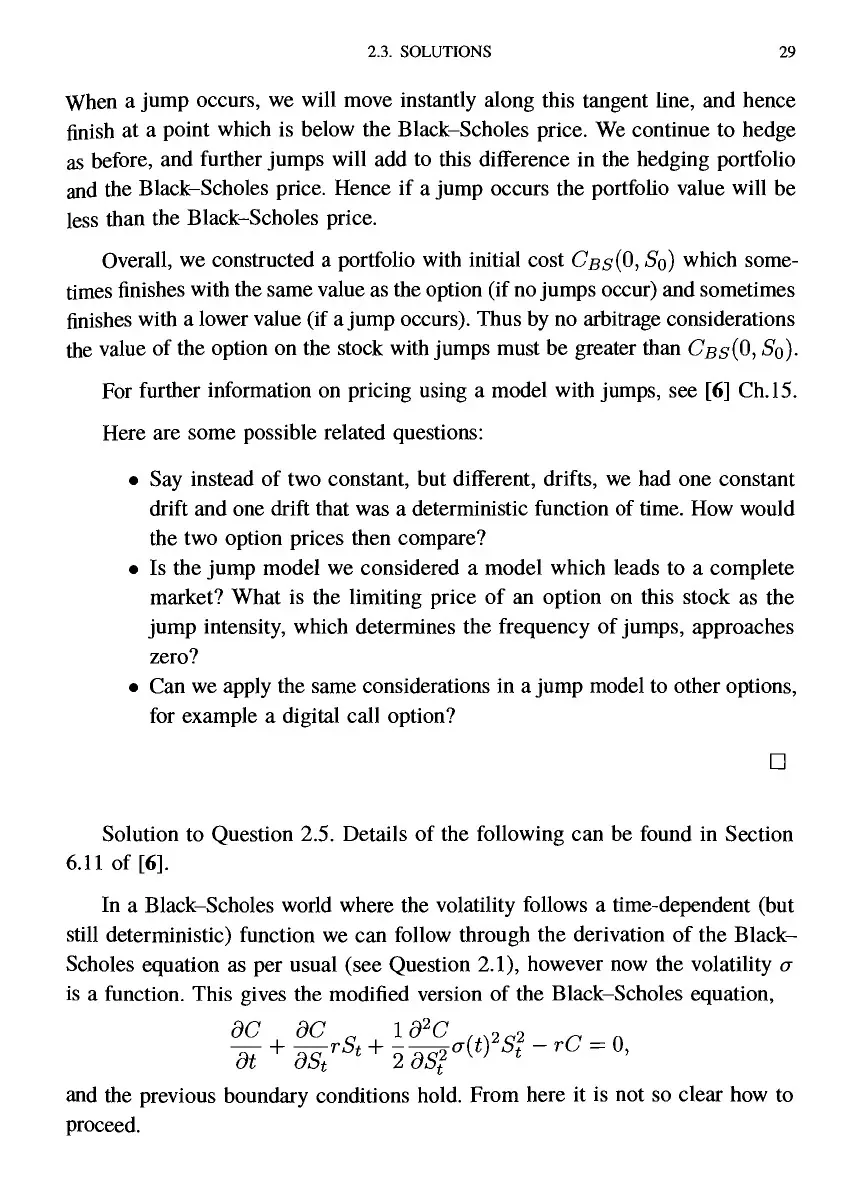 2.3. SOLUTIONS 29
When a jump occurs, we will move instantly along this tangent line, and hence
finish at a point which is below the Black–Scholes price. We continue to hedge
as before, and further jumps will add to this difference in the hedging portfolio
and the Black–Scholes price. Hence if a jump occurs the portfolio value will be
less than the Black–Scholes price.
Overall, we constructed a portfolio with initial cost C_{BS}(0, S_0) which some-
times finishes with the same value as the option (if no jumps occur) and sometimes
finishes with a lower value (if a jump occurs). Thus by no arbitrage considerations
the value of the option on the stock with jumps must be greater than C_{BS}(0, S_0).
For further information on pricing using a model with jumps, see [6] Ch.15.
Here are some possible related questions:
• Say instead of two constant, but different, drifts, we had one constant
drift and one drift that was a deterministic function of time. How would
the two option prices then compare?
• Is the jump model we considered a model which leads to a complete
market? What is the limiting price of an option on this stock as the
jump intensity, which determines the frequency of jumps, approaches
zero?
• Can we apply the same considerations in a jump model to other options,
for example a digital call option?
□
Solution to Question 2.5. Details of the following can be found in Section
6.11 of [6].
In a Black–Scholes world where the volatility follows a time-dependent (but
still deterministic) function we can follow through the derivation of the Black–
Scholes equation as per usual (see Question 2.1), however now the volatility σ
is a function. This gives the modified version of the Black–Scholes equation,
∂C/∂t + ∂C/∂S_t rS_t + 1/2 ∂²C/∂S_t² σ(t)²S_t² − rC = 0,
and the previous boundary conditions hold. From here it is not so clear how to
proceed.